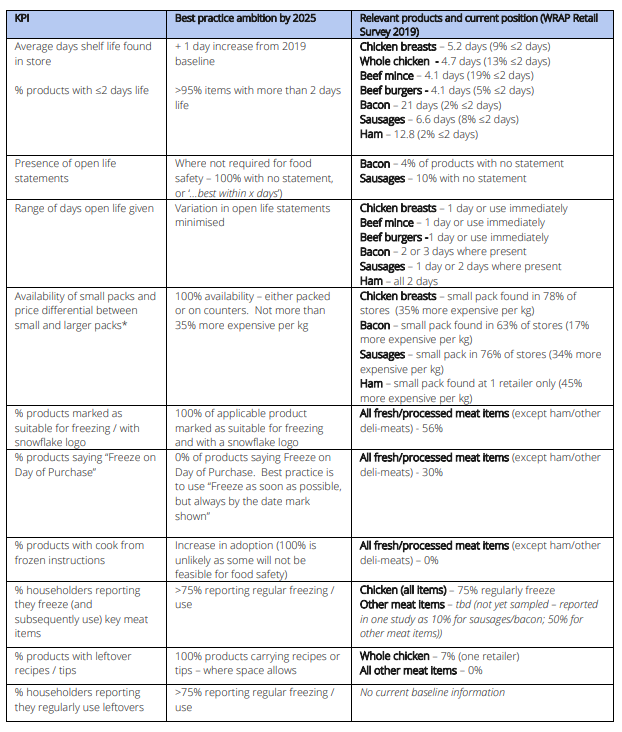 KPI
Best practice ambition by 2025
Relevant products and current position (WRAP Retail
Survey 2019)
Average days shelf life found
in store
% products with ≤2 days life
+ 1 day increase from 2019
baseline
>95% items with more than 2 days
life
Chicken breasts – 5.2 days (9% ≤2 days)
Whole chicken - 4.7 days (13% ≤2 days)
Beef mince – 4.1 days (19% ≤2 days)
Beef burgers - 4.1 days (5% ≤2 days)
Bacon – 21 days (2% ≤2 days)
Sausages – 6.6 days (8% ≤2 days)
Ham – 12.8 (2% ≤2 days)
Presence of open life
statements
Where not required for food
safety – 100% with no statement,
or ‘...best within x days’)
Bacon – 4% of products with no statement
Sausages – 10% with no statement
Range of days open life given
Variation in open life statements
minimised
Chicken breasts – 1 day or use immediately
Beef mince – 1 day or use immediately
Beef burgers -1 day or use immediately
Bacon – 2 or 3 days where present
Sausages – 1 day or 2 days where present
Ham – all 2 days
Availability of small packs and
price differential between
small and larger packs*
100% availability – either packed
or on counters. Not more than
35% more expensive per kg
Chicken breasts – small pack found in 78% of
stores (35% more expensive per kg)
Bacon – small pack found in 63% of stores (17%
more expensive per kg)
Sausages – small pack in 76% of stores (34% more
expensive per kg)
Ham – small pack found at 1 retailer only (45%
more expensive per kg)
% products marked as
suitable for freezing / with
snowflake logo
100% of applicable product
marked as suitable for freezing
and with a snowflake logo
All fresh/processed meat items (except ham/other
deli-meats) - 56%
% products saying “Freeze on
Day of Purchase”
0% of products saying Freeze on
Day of Purchase. Best practice is
to use “Freeze as soon as possible,
but always by the date mark
shown”
All fresh/processed meat items (except ham/other
deli-meats) - 30%
% products with cook from
frozen instructions
Increase in adoption (100% is
unlikely as some will not be
feasible for food safety)
All fresh/processed meat items (except ham/other
deli-meats) – 0%
% householders reporting
they freeze (and
subsequently use) key meat
items
>75% reporting regular freezing /
use
Chicken (all items) – 75% regularly freeze
Other meat items – tbd (not yet sampled – reported
in one study as 10% for sausages/bacon; 50% for
other meat items))
% products with leftover
recipes / tips
100% products carrying recipes or
tips – where space allows
Whole chicken – 7% (one retailer)
All other meat items – 0%
% householders reporting
they regularly use leftovers
>75% reporting regular freezing /
use
No current baseline information